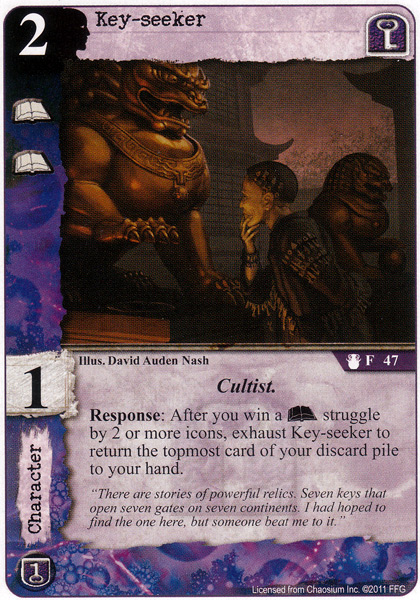 2
Key-seeker
Illus. David Auden Nash
F 47
1
Cultist.
Response: After you win a struggle
by 2 or more icons, exhaust Key-seeker to
return the topmost card of your discard pile
to your hand.
“There are stories of powerful relics. Seven keys that
open seven gates on seven continents. I had hoped to
find the one here, but someone beat me to it.”
Character
Licensed from Chaosium Inc. ©2011 FFG